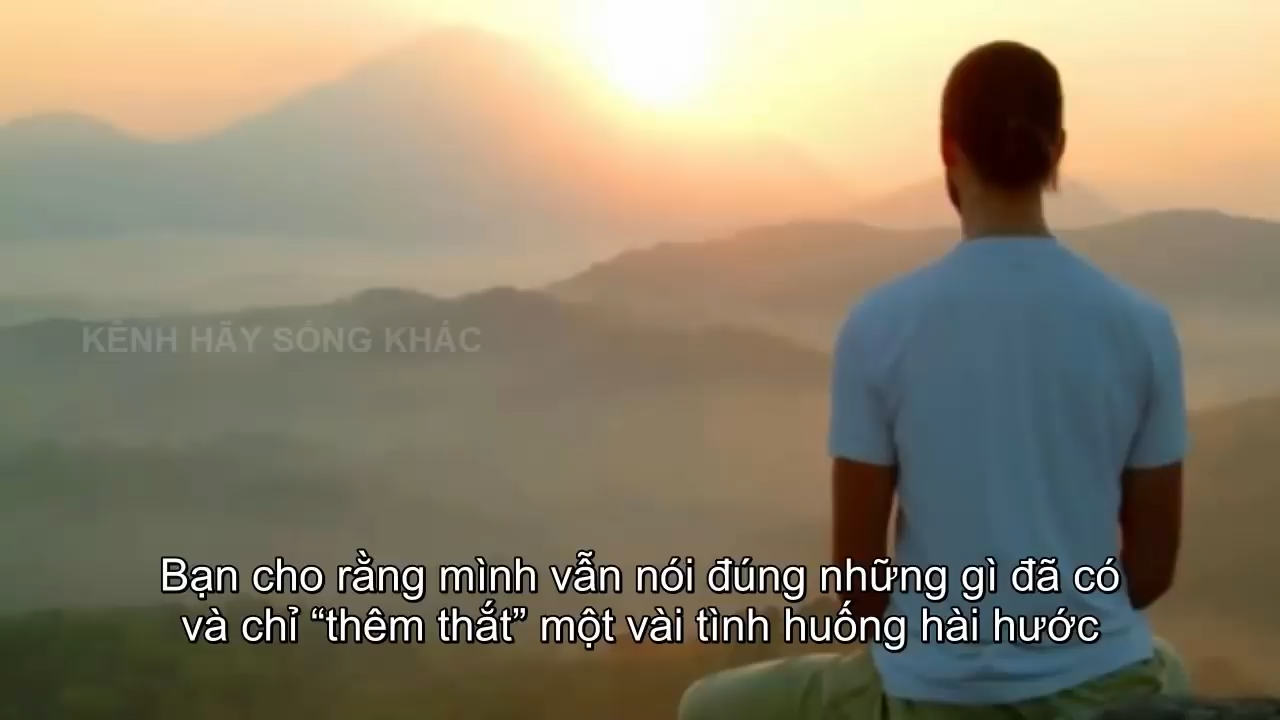 KÊNH HÃY SỐNG KHÁC
Bạn cho rằng mình vẫn nói đúng những gì đã có
và chỉ “thêm thắt” một vài tình huống hài hước